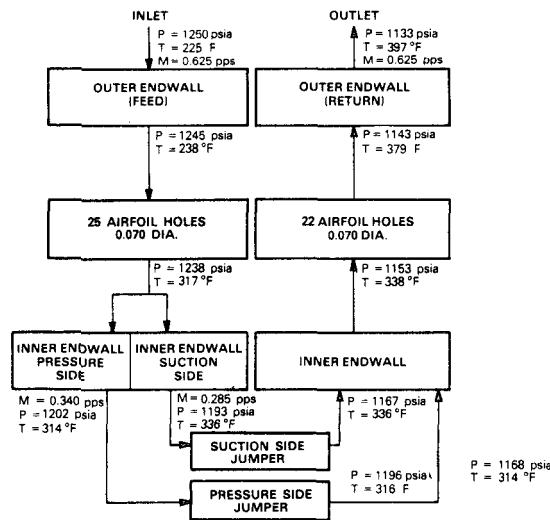 INLET
P = 1250 psia
T = 225 F
M = 0.625 pps
OUTLET
P = 1133 psia
T = 397 °F
M = 0.625 pps
OUTER ENDWALL
(FEED)
OUTER ENDWALL
(RETURN)
P = 1245 psia
T = 238 °F
P = 1143 psia
T = 379 F
25 AIRFOIL HOLES
0.070 DIA.
22 AIRFOIL HOLES
0.070 DIA.
P = 1238 psia
T = 317 °F
P = 1153 psia
T = 338 °F
INNER ENDWALL
PRESSURE
SIDE
INNER ENDWALL
SUCTION
SIDE
INNER ENDWALL
M = 0.340 pps
P = 1202 psia
T = 314 °F
M = 0.285 pps
P = 1193 psia
T = 336 °F
P = 1167 psia
T = 336 °F
SUCTION SIDE
JUMPER
PRESSURE SIDE
JUMPER
P = 1196 psia
T = 316 F
P = 1168 psia
T = 314 °F